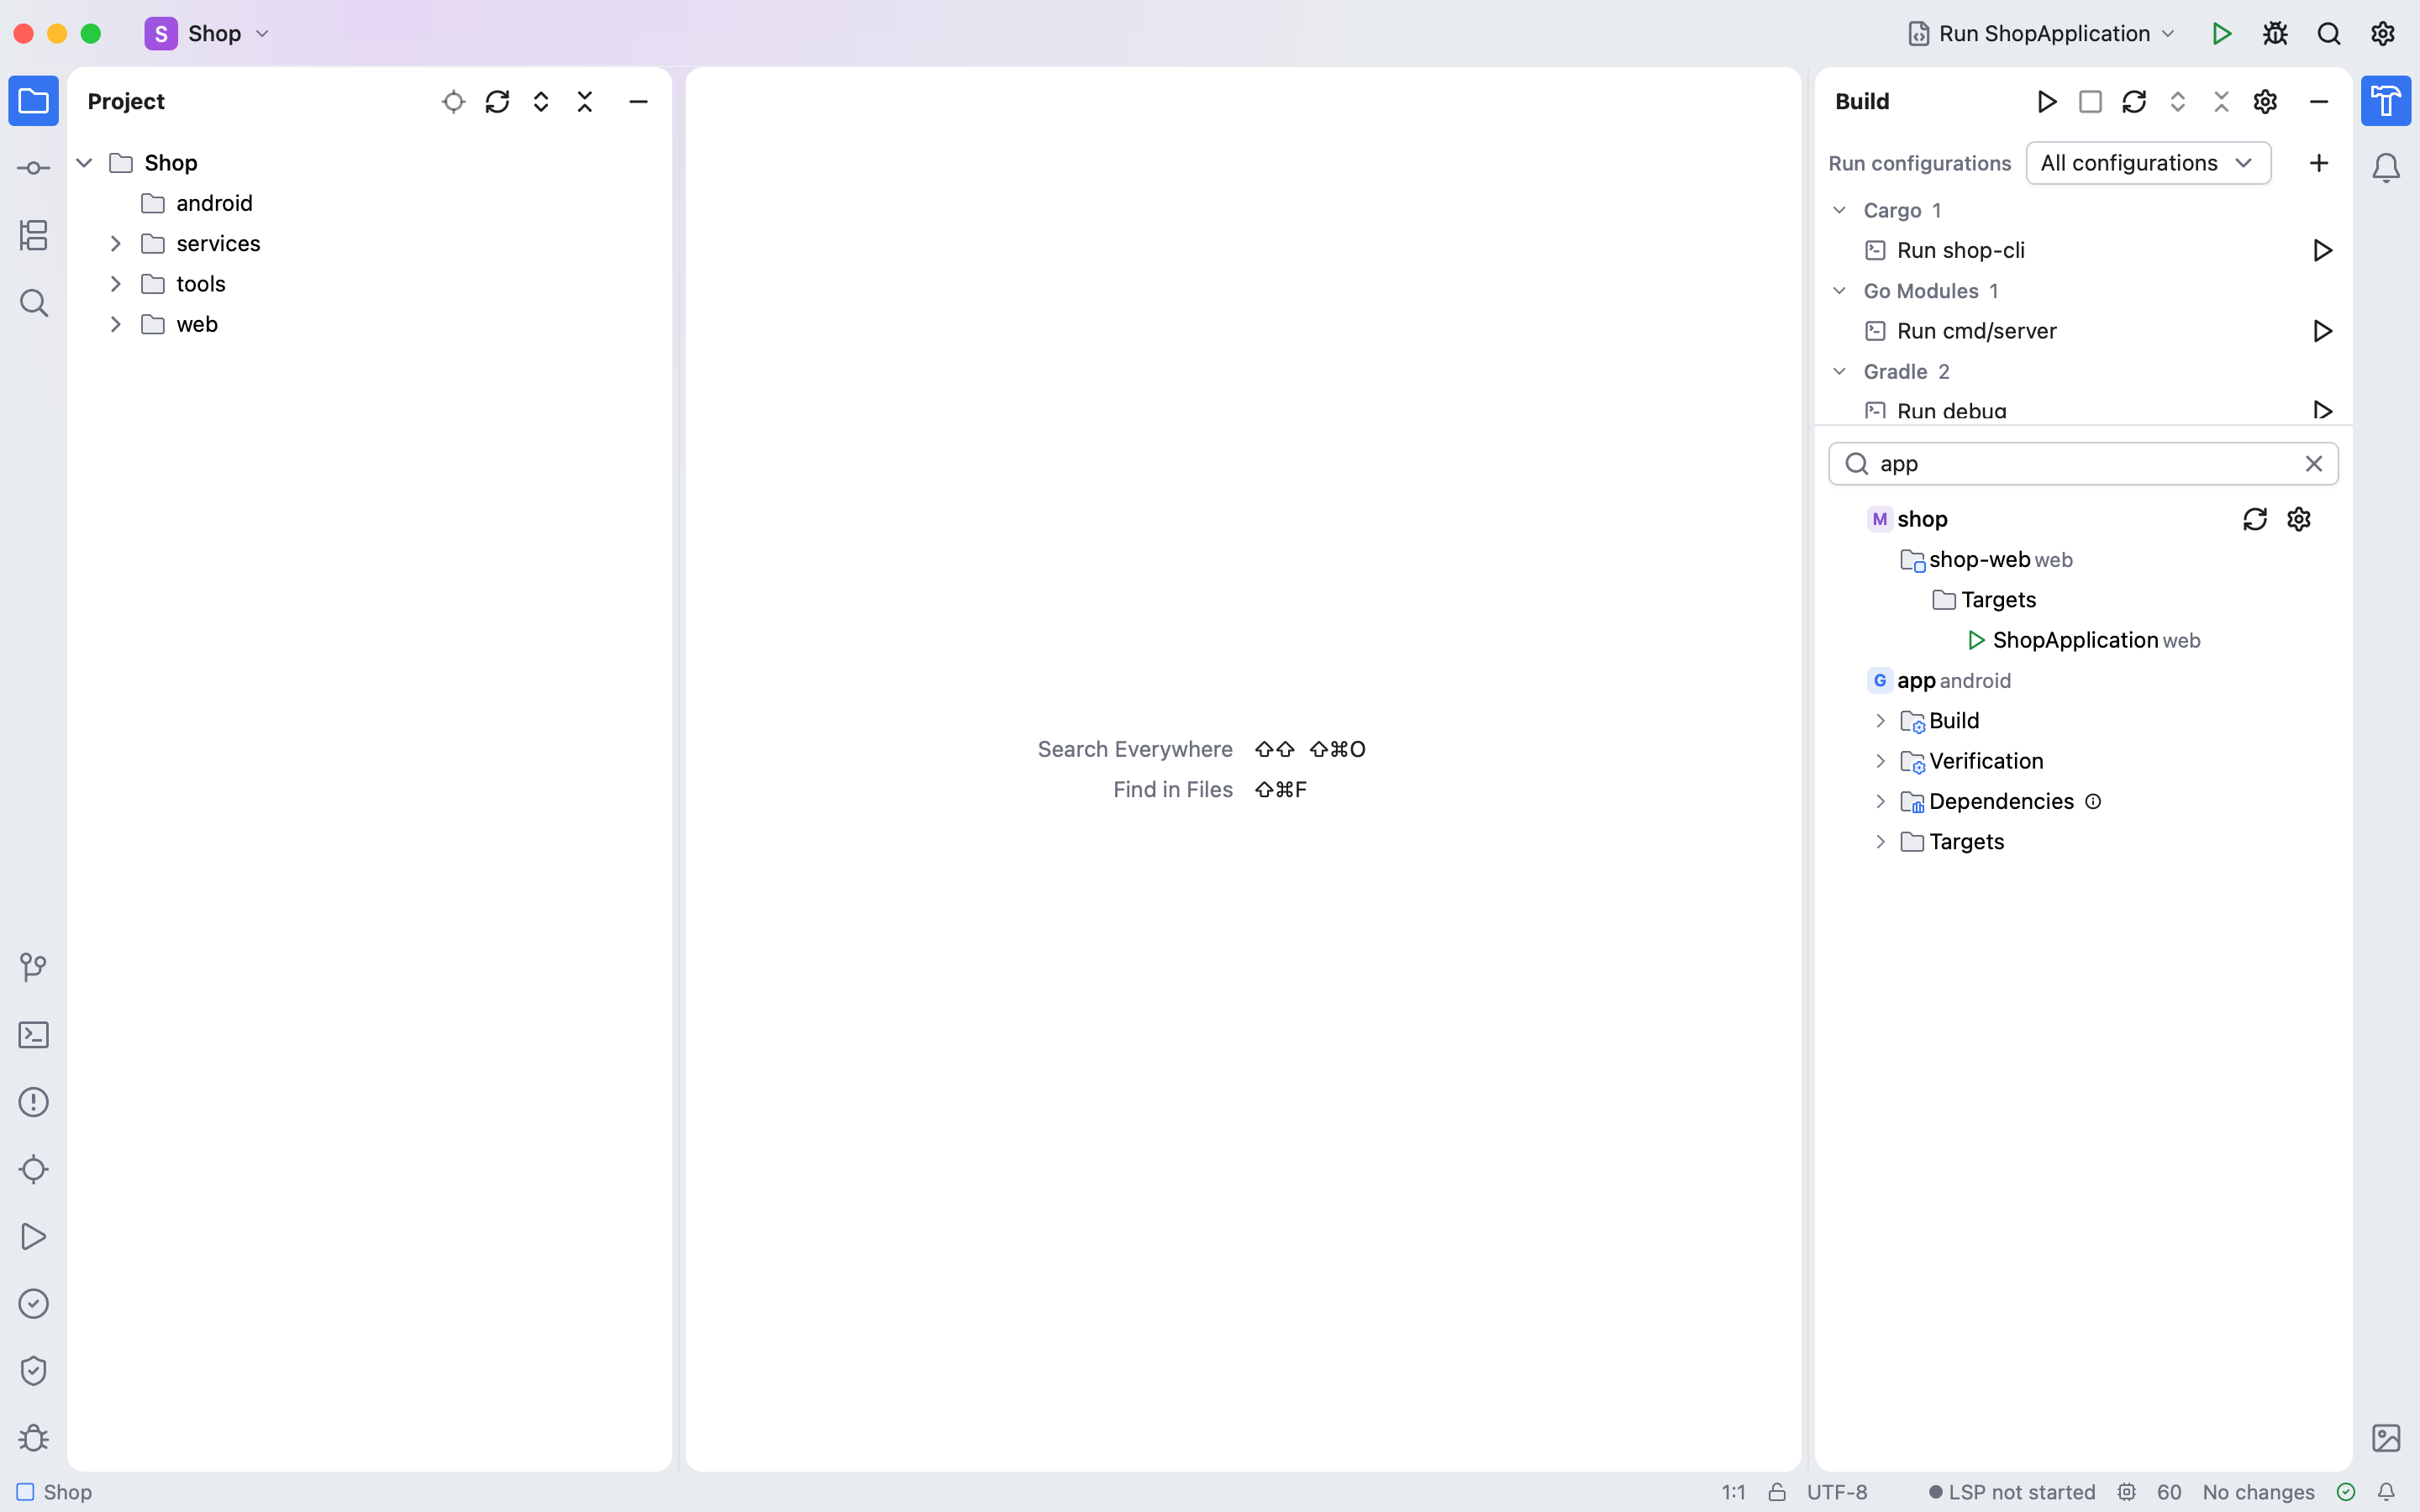 S Shop
Run ShopApplication
Project
Shop
android
services
tools
web
Search Everywhere ⇧⇧ ⇧⌘O
Find in Files ⇧⌘F
Build
Run configurations All configurations
Cargo 1
Run shop-cli
Go Modules 1
Run cmd/server
Gradle 2
Run debug
app
M shop
shop-web web
Targets
ShopApplication web
G app android
Build
Verification
Dependencies
Targets
Shop
1:1 UTF-8 LSP not started 60 No changes